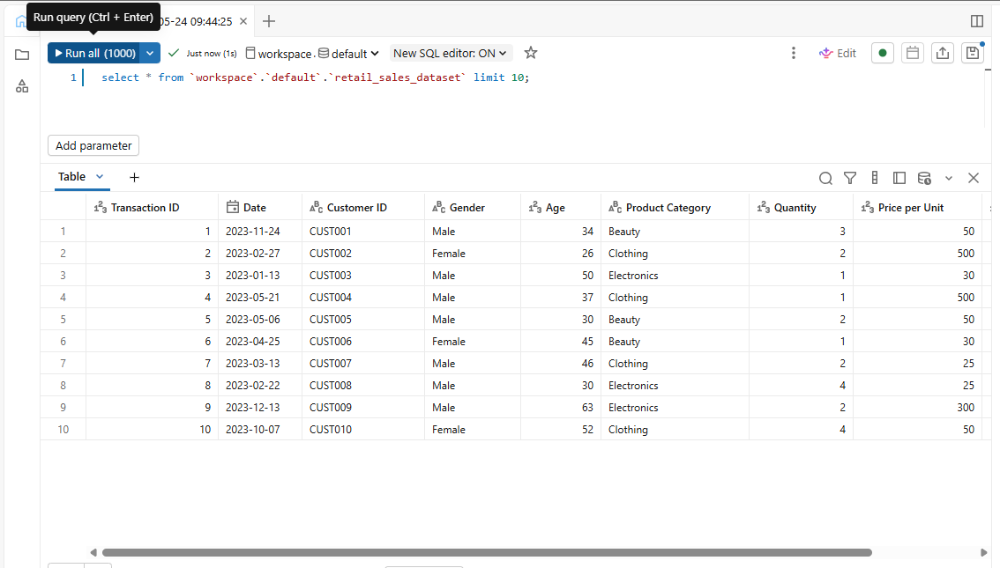 Run query (Ctrl + Enter)
05-24 09:44:25
Run all (1000) Just now (1s) workspace . default New SQL editor: ON Edit
1 select * from `workspace`.`default`.`retail_sales_dataset` limit 10;
Add parameter
Table
Transaction ID Date Customer ID Gender Age Product Category Quantity Price per Unit
1 1 2023-11-24 CUST001 Male 34 Beauty 3 50
2 2 2023-02-27 CUST002 Female 26 Clothing 2 500
3 3 2023-01-13 CUST003 Male 50 Electronics 1 30
4 4 2023-05-21 CUST004 Male 37 Clothing 1 500
5 5 2023-05-06 CUST005 Male 30 Beauty 2 50
6 6 2023-04-25 CUST006 Female 45 Beauty 1 30
7 7 2023-03-13 CUST007 Male 46 Clothing 2 25
8 8 2023-02-22 CUST008 Male 30 Electronics 4 25
9 9 2023-12-13 CUST009 Male 63 Electronics 2 300
10 10 2023-10-07 CUST010 Female 52 Clothing 4 50